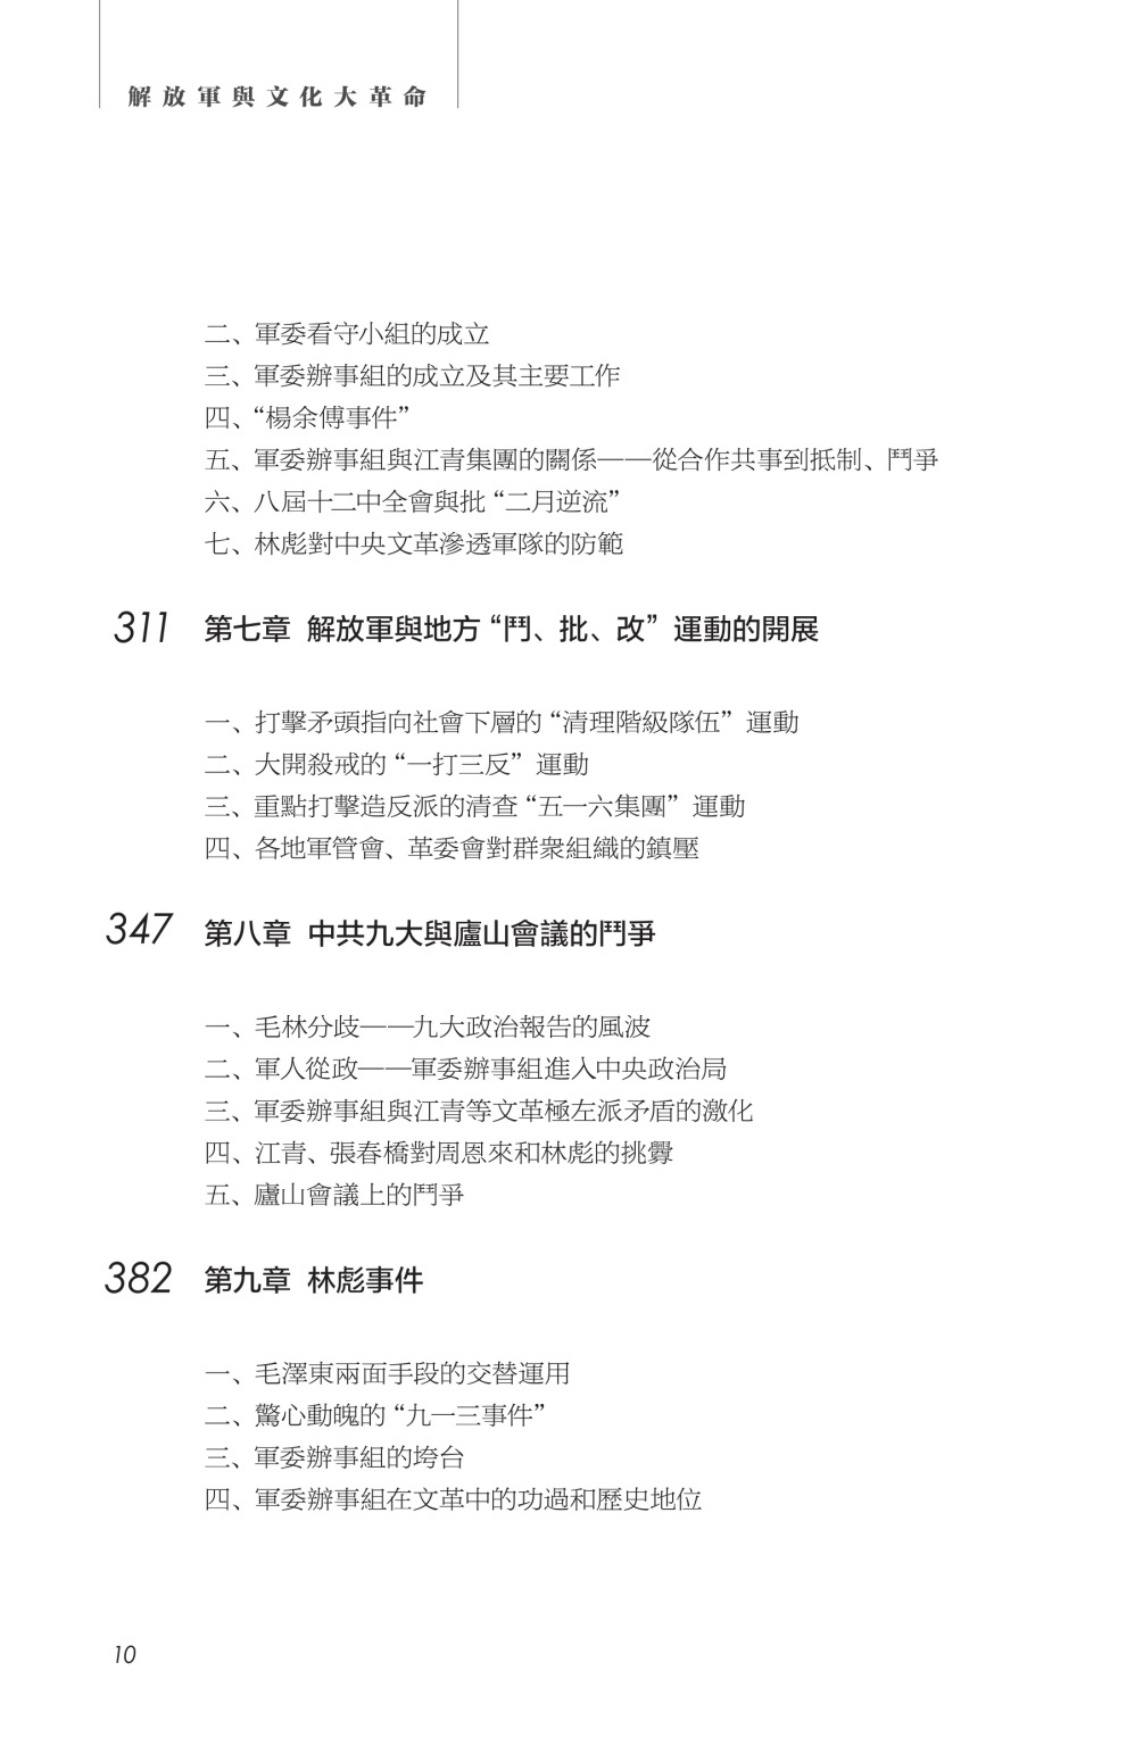 解放軍與文化大革命
二、軍委看守小組的成立
三、軍委辦事組的成立及其主要工作
四、“楊余傅事件”
五、軍委辦事組與江青集團的關係——從合作共事到抵制、鬥爭
六、八屆十二中全會與批“二月逆流”
七、林彪對中央文革滲透軍隊的防範
311 第七章 解放軍與地方“鬥、批、改”運動的開展
一、打擊矛頭指向社會下層的“清理階級隊伍”運動
二、大開殺戒的“一打三反”運動
三、重點打擊造反派的清查“五一六集團”運動
四、各地軍管會、革委會對群衆組織的鎮壓
347 第八章 中共九大與廬山會議的鬥爭
一、毛林分歧——九大政治報告的風波
二、軍人從政——軍委辦事組進入中央政治局
三、軍委辦事組與江青等文革極左派矛盾的激化
四、江青、張春橋對周恩來和林彪的挑釁
五、廬山會議上的鬥爭
382 第九章 林彪事件
一、毛澤東兩面手段的交替運用
二、驚心動魄的“九一三事件”
三、軍委辦事組的垮台
四、軍委辦事組在文革中的功過和歷史地位
10